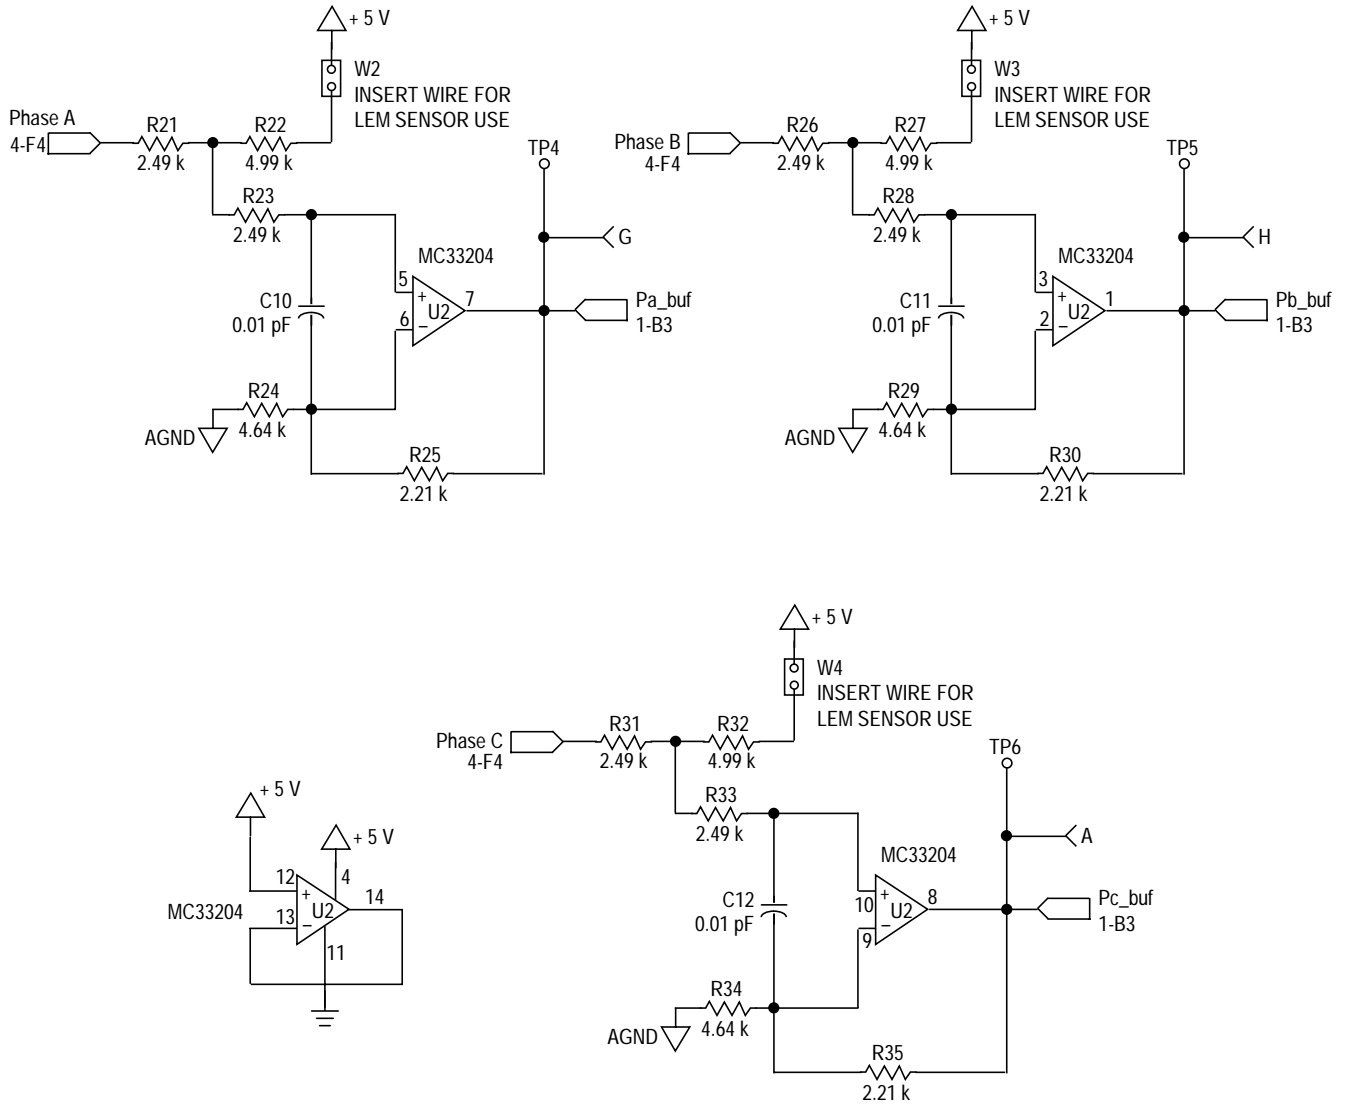 + 5 V
W2
INSERT WIRE FOR
LEM SENSOR USE
Phase A
4-F4
R21
2.49 k
R22
4.99 k
TP4
R23
2.49 k
G
MC33204
C10
0.01 pF
5
+
U2
7
6
−
Pa_buf
1-B3
R24
4.64 k
AGND
R25
2.21 k
+ 5 V
W3
INSERT WIRE FOR
LEM SENSOR USE
Phase B
4-F4
R26
2.49 k
R27
4.99 k
TP5
R28
2.49 k
H
MC33204
C11
0.01 pF
3
+
U2
1
2
−
Pb_buf
1-B3
R29
4.64 k
AGND
R30
2.21 k
+ 5 V
W4
INSERT WIRE FOR
LEM SENSOR USE
Phase C
4-F4
R31
2.49 k
R32
4.99 k
TP6
R33
2.49 k
A
MC33204
C12
0.01 pF
+
10
U2
8
−
9
Pc_buf
1-B3
R34
4.64 k
AGND
R35
2.21 k
+ 5 V
+ 5 V
12
+
4
14
MC33204
13
−
U2
11